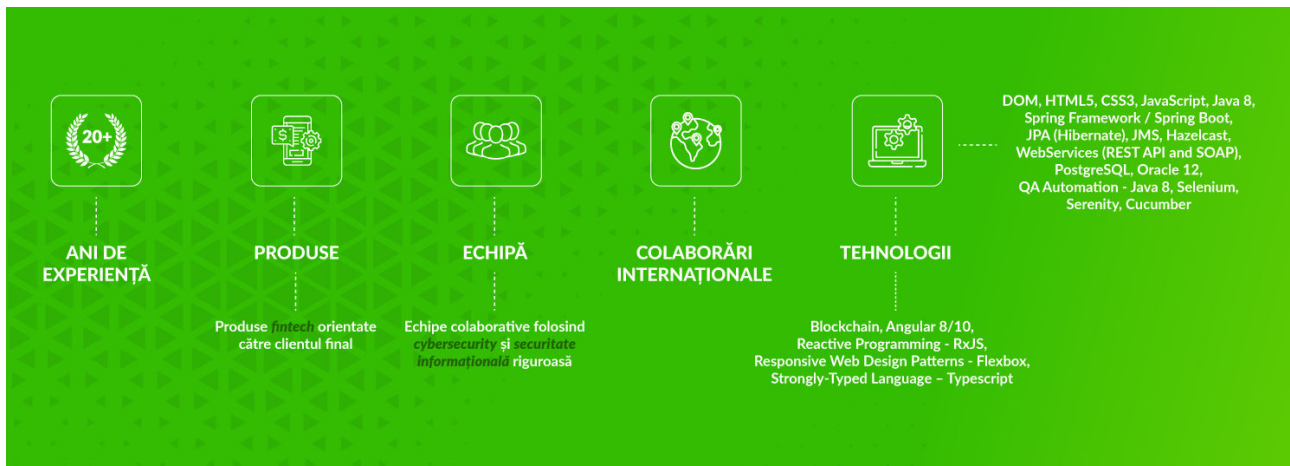 20+
ANI DE
EXPERIENȚĂ
$
PRODUSE
Produse fintech orientate
către clientul final
ECHIPĂ
Echipe colaborative folosind
cybersecurity și securitate
informațională riguroasă
COLABORĂRI
INTERNAȚIONALE
TEHNOLOGII
Blockchain, Angular 8/10,
Reactive Programming - RxJS,
Responsive Web Design Patterns - Flexbox,
Strongly-Typed Language – Typescript
DOM, HTML5, CSS3, JavaScript, Java 8,
Spring Framework / Spring Boot,
JPA (Hibernate), JMS, Hazelcast,
WebServices (REST API and SOAP),
PostgreSQL, Oracle 12,
QA Automation - Java 8, Selenium,
Serenity, Cucumber